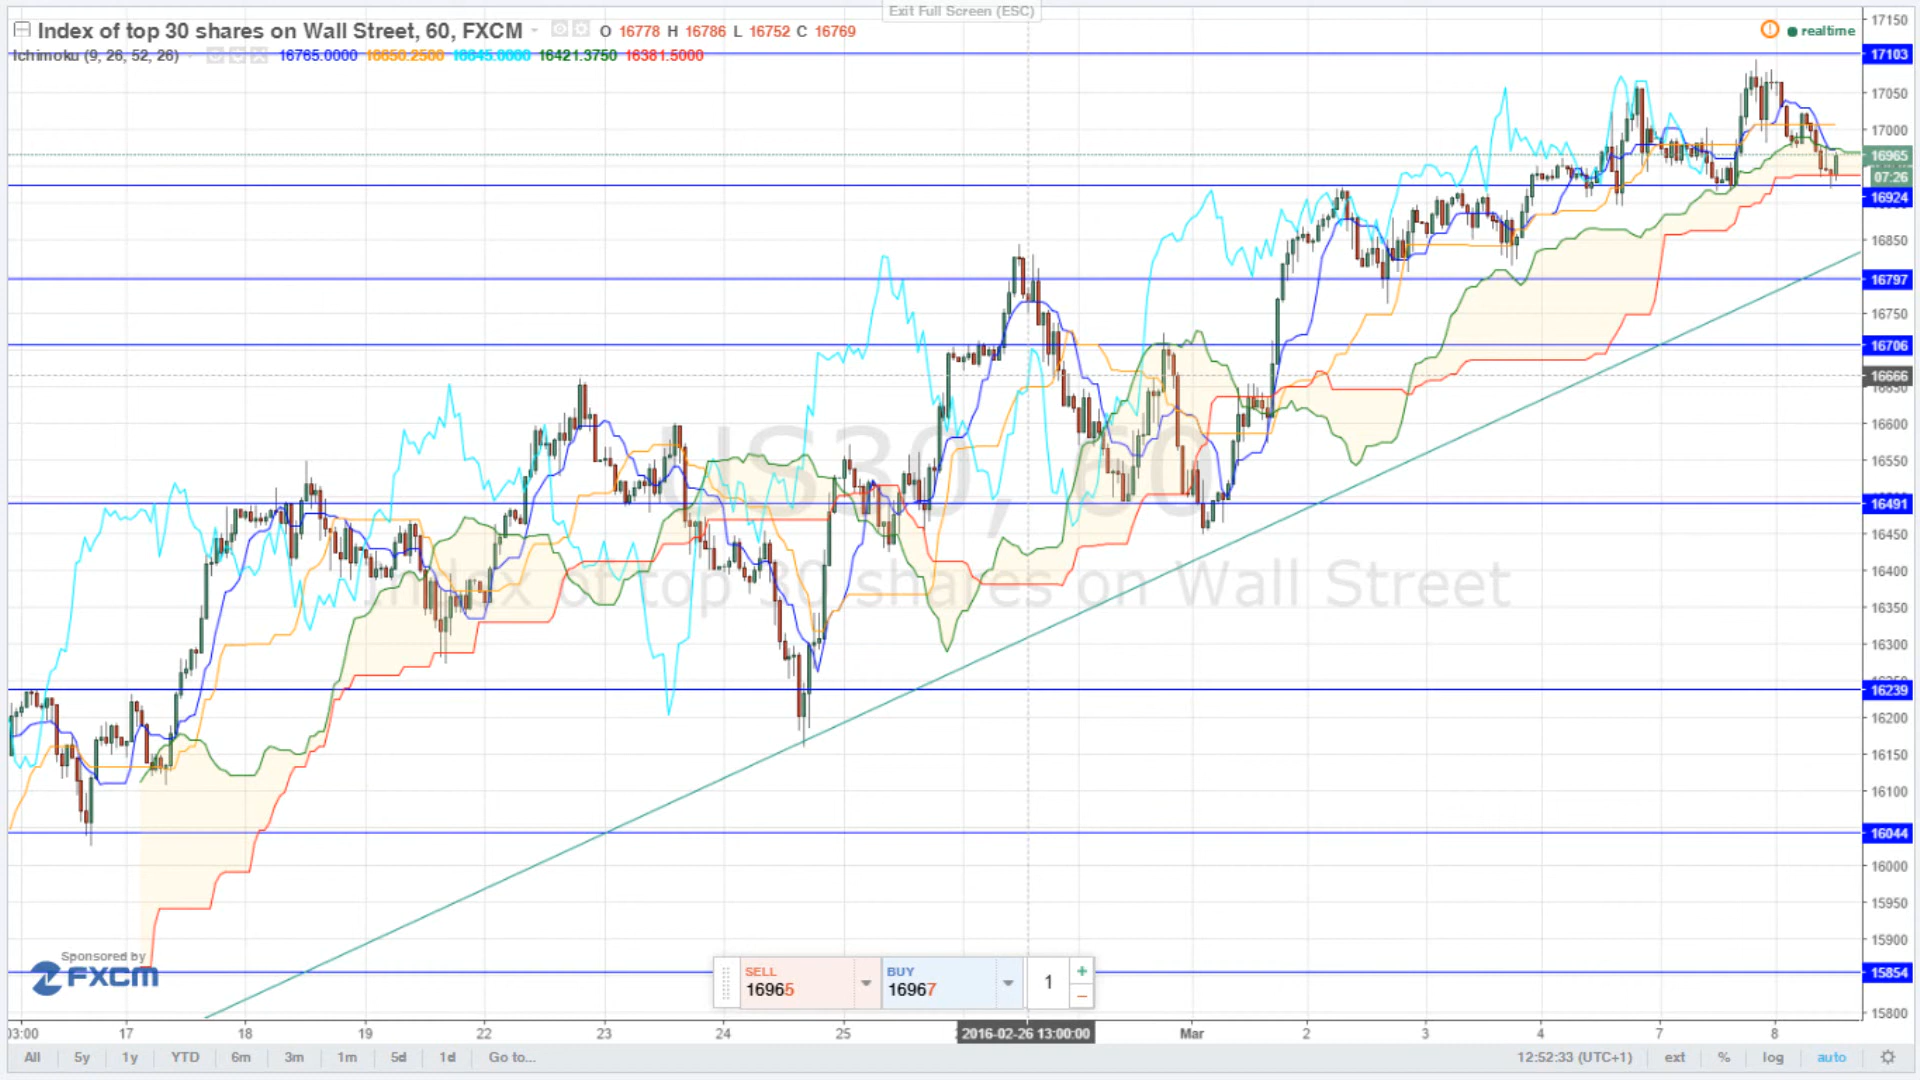 Exit Full Screen (ESC)
Index of top 30 shares on Wall Street, 60, FXCM O 16778 H 16786 L 16752 C 16769
realtime
Ichimoku (9, 26, 52, 26) 16765.0000 16650.2500 16845.0000 16421.3750 16381.5000
17150
17103
17050
17000
16965
07:26
16924
16850
16797
16750
16706
16666
16600
16550
16491
16450
16400
16350
16300
16239
16200
16150
16100
16044
16000
15950
15900
15854
15800
US30, 60
Index of top 30 shares on Wall Street
Sponsored by
FXCM
SELL
16965
BUY
16967
1
+
−
03:00 17 18 19 22 23 24 25 2016-02-26 13:00:00 Mar 2 3 4 7 8
All 5y 1y YTD 6m 3m 1m 5d 1d Go to... 12:52:33 (UTC+1) ext % log auto